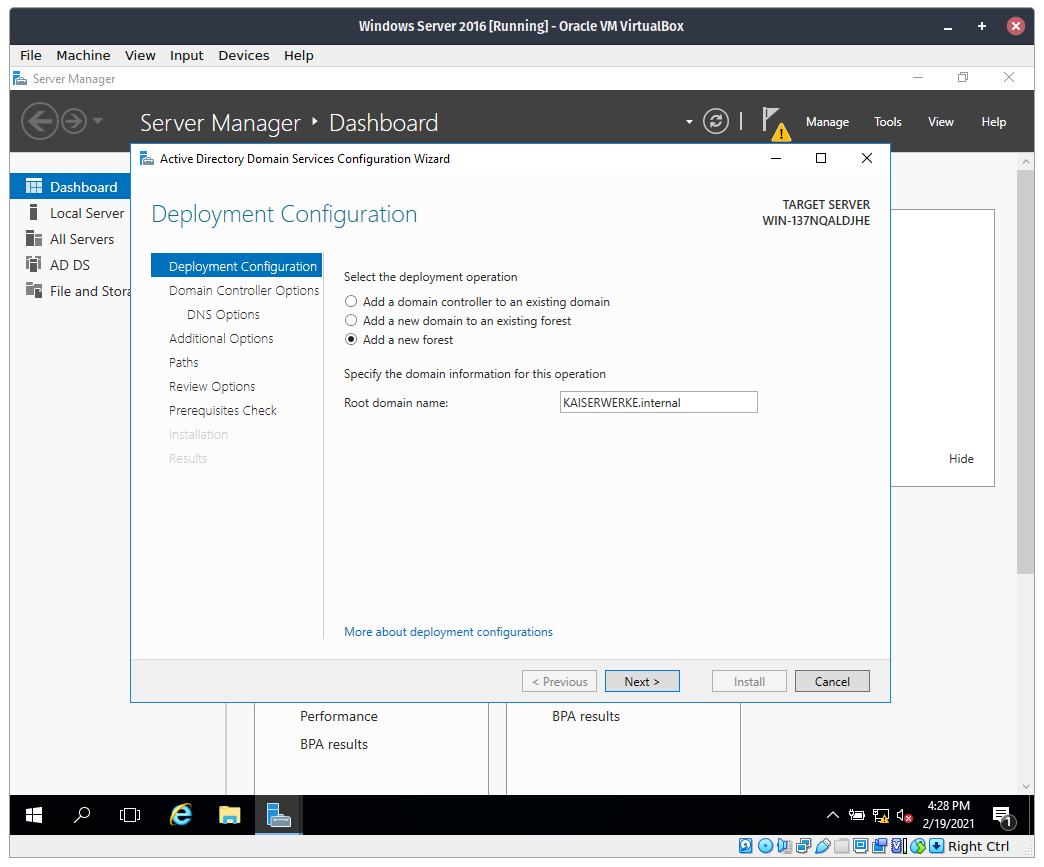 Windows Server 2016 [Running] - Oracle VM VirtualBox
File Machine View Input Devices Help
Server Manager
Server Manager • Dashboard
Manage Tools View Help
Active Directory Domain Services Configuration Wizard
Dashboard
Local Server
All Servers
AD DS
File and Stora
Deployment Configuration
TARGET SERVER
WIN-137NQALDJHE
Deployment Configuration
Domain Controller Options
DNS Options
Additional Options
Paths
Review Options
Prerequisites Check
Installation
Results
Select the deployment operation
Add a domain controller to an existing domain
Add a new domain to an existing forest
Add a new forest
Specify the domain information for this operation
Root domain name: KAISERWERKE.internal
Hide
More about deployment configurations
< Previous Next > Install Cancel
Performance
BPA results
BPA results
4:28 PM
2/19/2021
1
Right Ctrl